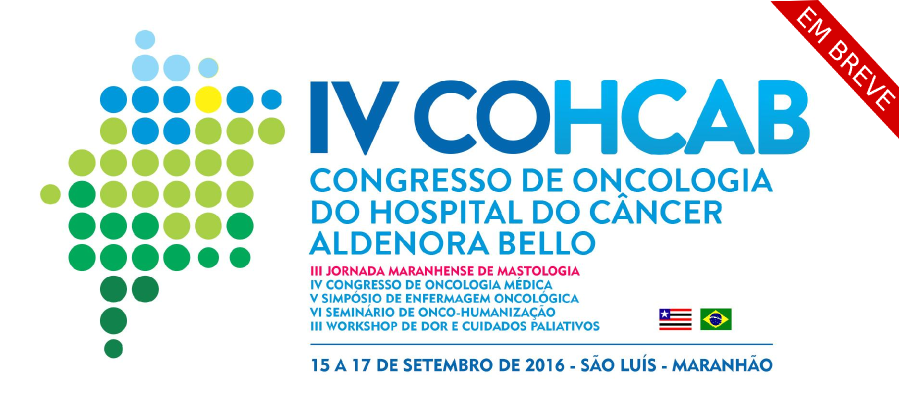 EM BREVE
IV COHCAB
CONGRESSO DE ONCOLOGIA
DO HOSPITAL DO CÂNCER
ALDENORA BELLO
III JORNADA MARANHENSE DE MASTOLOGIA
IV CONGRESSO DE ONCOLOGIA MÉDICA
V SIMPÓSIO DE ENFERMAGEM ONCOLÓGICA
VI SEMINÁRIO DE ONCO-HUMANIZAÇÃO
III WORKSHOP DE DOR E CUIDADOS PALIATIVOS
15 A 17 DE SETEMBRO DE 2016 - SÃO LUÍS - MARANHÃO